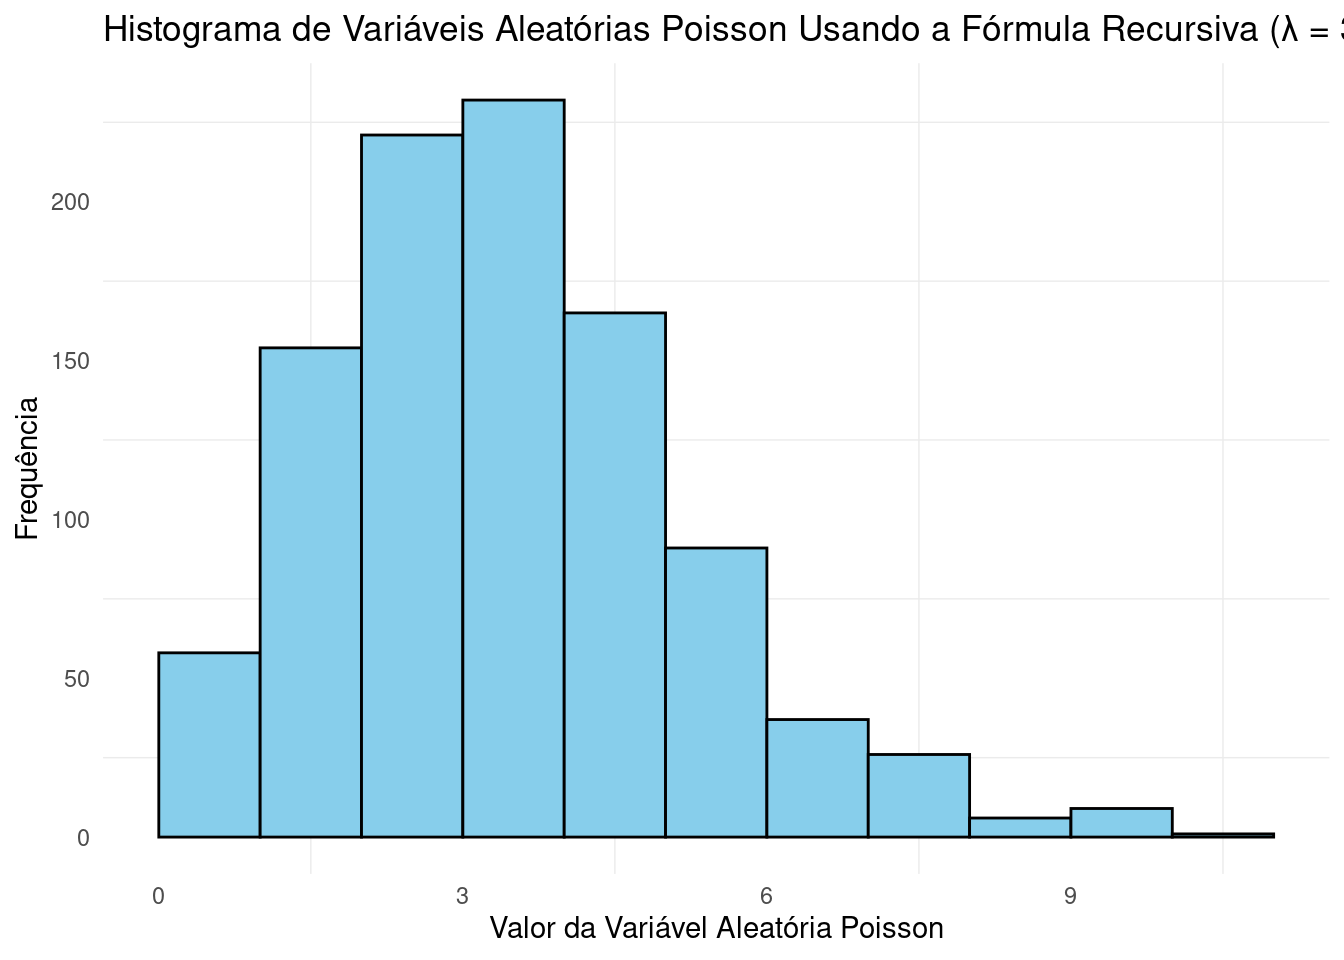 Histograma de Variáveis Aleatórias Poisson Usando a Fórmula Recursiva (λ =
Frequência
200
150
100
50
0
0 3 6 9
Valor da Variável Aleatória Poisson